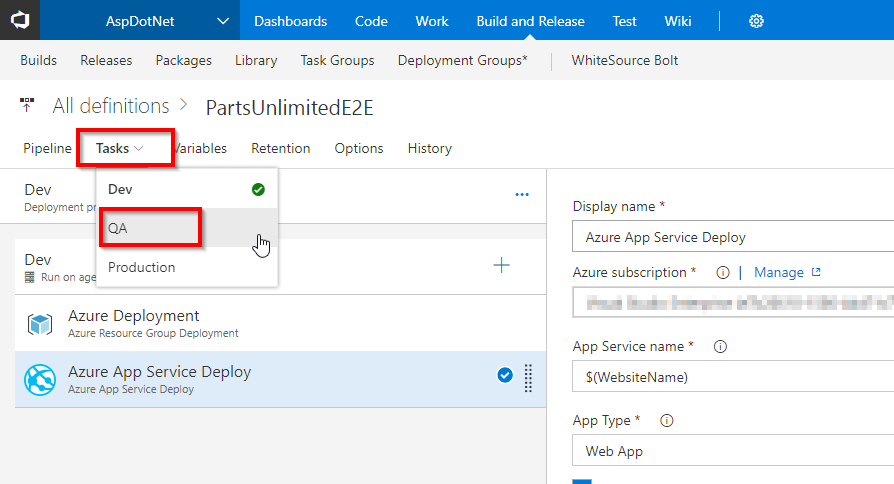 AspDotNet Dashboards Code Work Build and Release Test Wiki
Builds Releases Packages Library Task Groups Deployment Groups* WhiteSource Bolt
All definitions > PartsUnlimitedE2E
Pipeline Tasks Variables Retention Options History
Dev
Deployment pr
Dev
QA
Production
Dev
Run on age
Azure Deployment
Azure Resource Group Deployment
Azure App Service Deploy
Azure App Service Deploy
Display name *
Azure App Service Deploy
Azure subscription * | Manage
App Service name *
$(WebsiteName)
App Type *
Web App